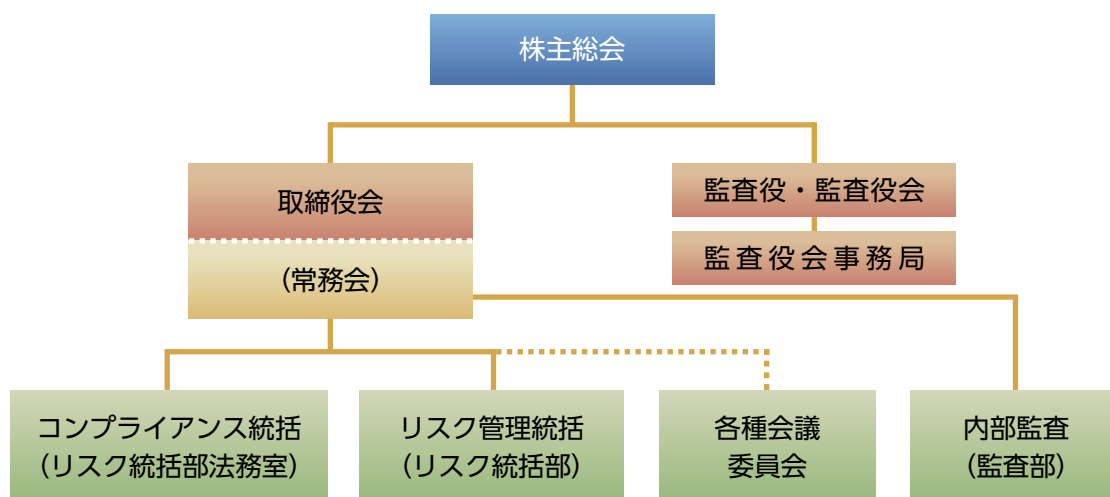 株主総会
取締役会
(常務会)
監査役・監査役会
監査役会事務局
コンプライアンス統括
(リスク統括部法務室)
リスク管理統括
(リスク統括部)
各種会議
委員会
内部監査
(監査部)